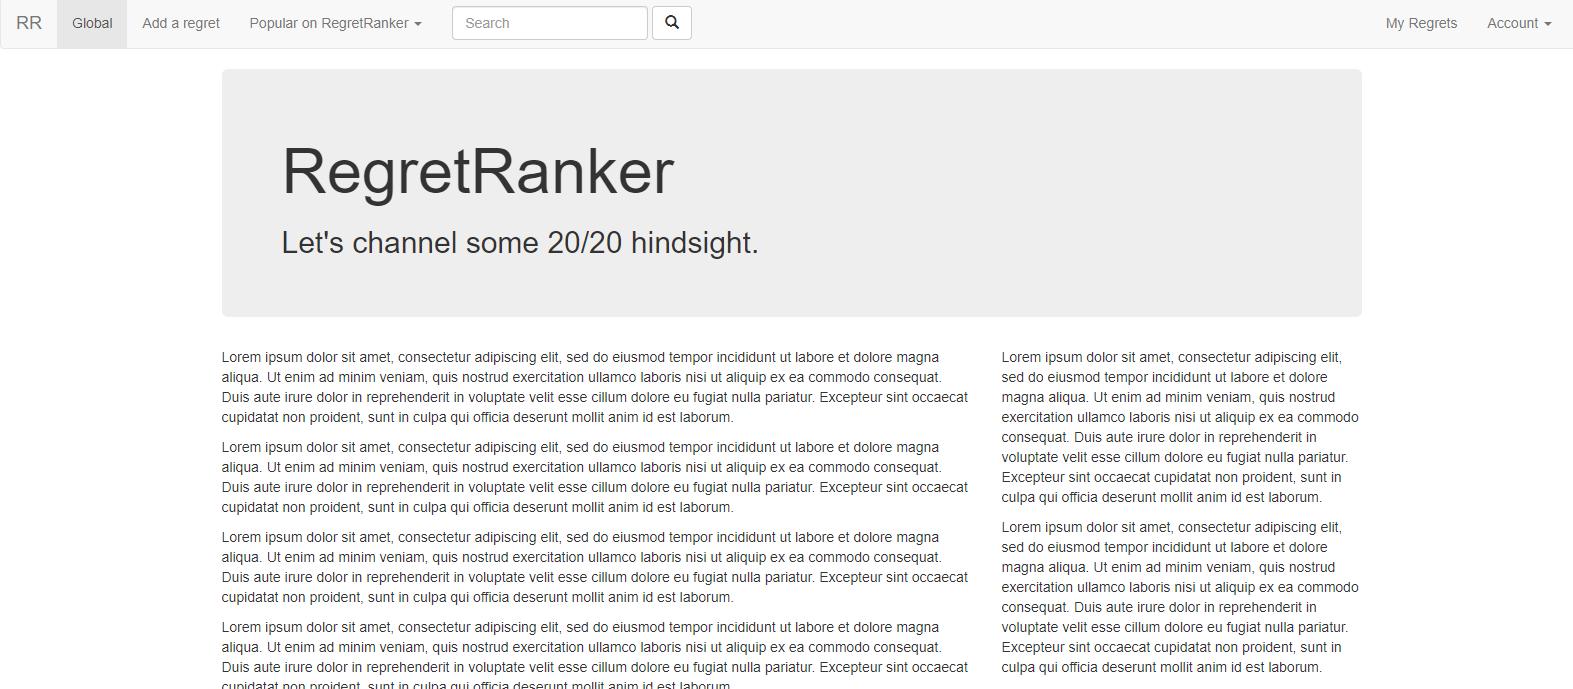 RR Global Add a regret Popular on RegretRanker Search My Regrets Account
RegretRanker
Let's channel some 20/20 hindsight.
Lorem ipsum dolor sit amet, consectetur adipiscing elit, sed do eiusmod tempor incididunt ut labore et dolore magna
aliqua. Ut enim ad minim veniam, quis nostrud exercitation ullamco laboris nisi ut aliquip ex ea commodo consequat.
Duis aute irure dolor in reprehenderit in voluptate velit esse cillum dolore eu fugiat nulla pariatur. Excepteur sint occaecat
cupidatat non proident, sunt in culpa qui officia deserunt mollit anim id est laborum.
Lorem ipsum dolor sit amet, consectetur adipiscing elit, sed do eiusmod tempor incididunt ut labore et dolore magna
aliqua. Ut enim ad minim veniam, quis nostrud exercitation ullamco laboris nisi ut aliquip ex ea commodo consequat.
Duis aute irure dolor in reprehenderit in voluptate velit esse cillum dolore eu fugiat nulla pariatur. Excepteur sint occaecat
cupidatat non proident, sunt in culpa qui officia deserunt mollit anim id est laborum.
Lorem ipsum dolor sit amet, consectetur adipiscing elit, sed do eiusmod tempor incididunt ut labore et dolore magna
aliqua. Ut enim ad minim veniam, quis nostrud exercitation ullamco laboris nisi ut aliquip ex ea commodo consequat.
Duis aute irure dolor in reprehenderit in voluptate velit esse cillum dolore eu fugiat nulla pariatur. Excepteur sint occaecat
cupidatat non proident, sunt in culpa qui officia deserunt mollit anim id est laborum.
Lorem ipsum dolor sit amet, consectetur adipiscing elit, sed do eiusmod tempor incididunt ut labore et dolore magna
aliqua. Ut enim ad minim veniam, quis nostrud exercitation ullamco laboris nisi ut aliquip ex ea commodo consequat.
Duis aute irure dolor in reprehenderit in voluptate velit esse cillum dolore eu fugiat nulla pariatur. Excepteur sint occaecat
cupidatat non proident, sunt in culpa qui officia deserunt mollit anim id est laborum.
Lorem ipsum dolor sit amet, consectetur adipiscing elit,
sed do eiusmod tempor incididunt ut labore et dolore
magna aliqua. Ut enim ad minim veniam, quis nostrud
exercitation ullamco laboris nisi ut aliquip ex ea commodo
consequat. Duis aute irure dolor in reprehenderit in
voluptate velit esse cillum dolore eu fugiat nulla pariatur.
Excepteur sint occaecat cupidatat non proident, sunt in
culpa qui officia deserunt mollit anim id est laborum.
Lorem ipsum dolor sit amet, consectetur adipiscing elit,
sed do eiusmod tempor incididunt ut labore et dolore
magna aliqua. Ut enim ad minim veniam, quis nostrud
exercitation ullamco laboris nisi ut aliquip ex ea commodo
consequat. Duis aute irure dolor in reprehenderit in
voluptate velit esse cillum dolore eu fugiat nulla pariatur.
Excepteur sint occaecat cupidatat non proident, sunt in
culpa qui officia deserunt mollit anim id est laborum.